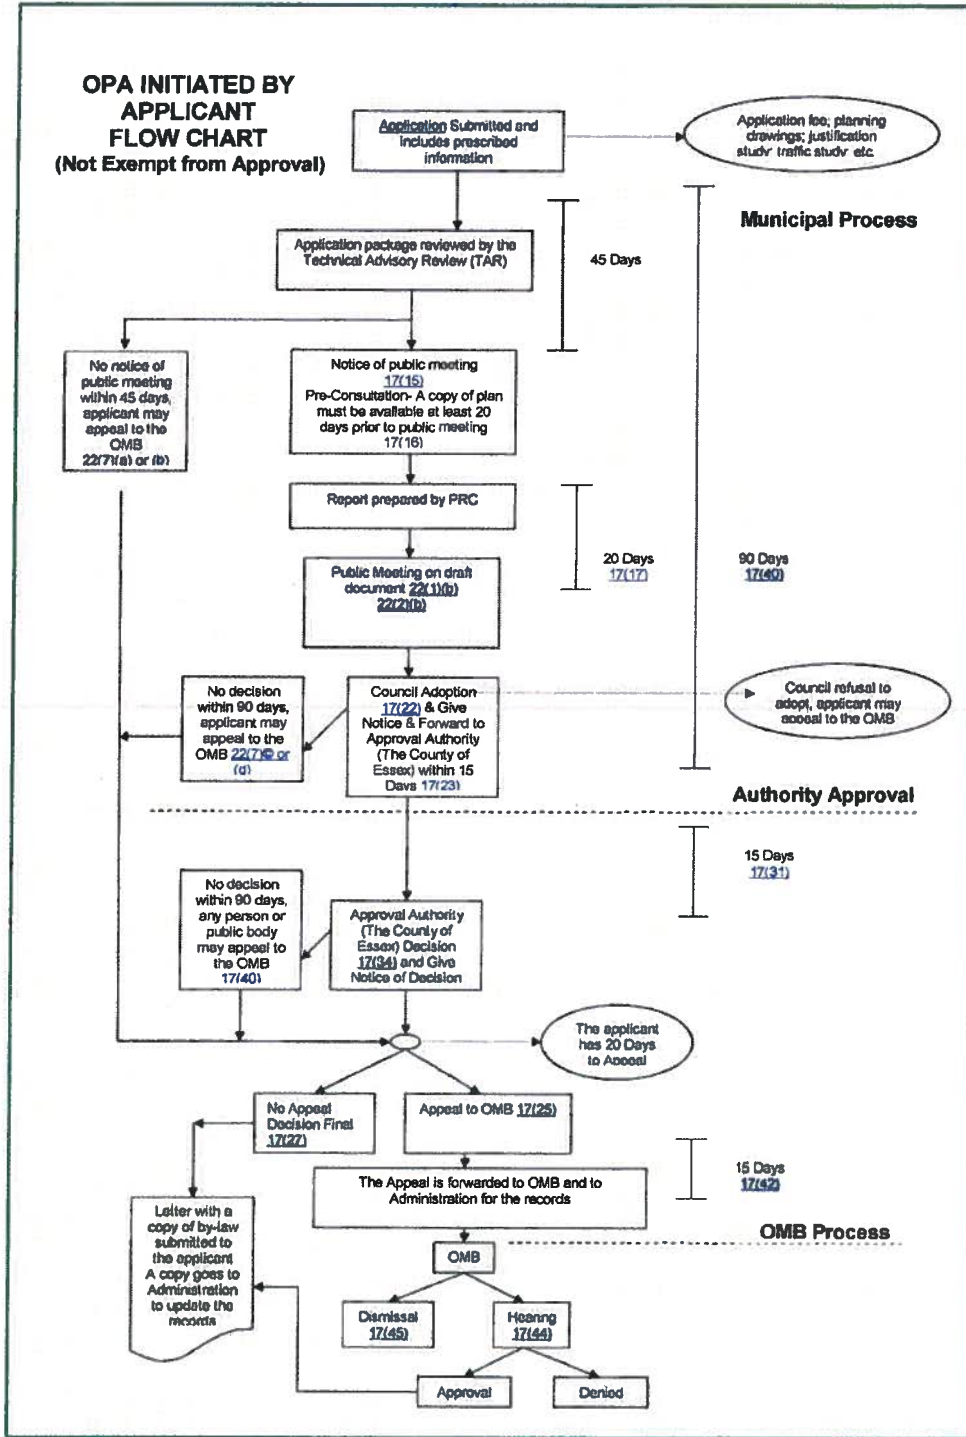 OPA INITIATED BY
APPLICANT
FLOW CHART
(Not Exempt from Approval)
Application Submitted and
includes prescribed
information
Application fee; planning
drawings; justification
study; traffic study; etc.
Municipal Process
Application package reviewed by the
Technical Advisory Review (TAR)
45 Days
No notice of
public meeting
within 45 days,
applicant may
appeal to the
OMB
22(7)(a) or (b)
Notice of public meeting
17(15)
Pre-Consultation- A copy of plan
must be available at least 20
days prior to public meeting
17(16)
Report prepared by PRC
20 Days
17(17)
90 Days
17(40)
Public Meeting on draft
document 22(1)(b)
22(2)(b)
No decision
within 90 days,
applicant may
appeal to the
OMB 22(7)© or
(d)
Council Adoption
17(22) & Give
Notice & Forward to
Approval Authority
(The County of
Essex) within 15
Days 17(23)
Council refusal to
adopt, applicant may
appeal to the OMB
Authority Approval
15 Days
17(31)
No decision
within 90 days,
any person or
public body
may appeal to
the OMB
17(40)
Approval Authority
(The County of
Essex) Decision
17(34) and Give
Notice of Decision
The applicant
has 20 Days
to Appeal
No Appeal
Decision Final
17(27)
Appeal to OMB 17(25)
15 Days
17(42)
The Appeal is forwarded to OMB and to
Administration for the records
OMB Process
Letter with a
copy of by-law
submitted to
the applicant
A copy goes to
Administration
to update the
records
OMB
Dismissal
17(45)
Hearing
17(44)
Approval
Denied